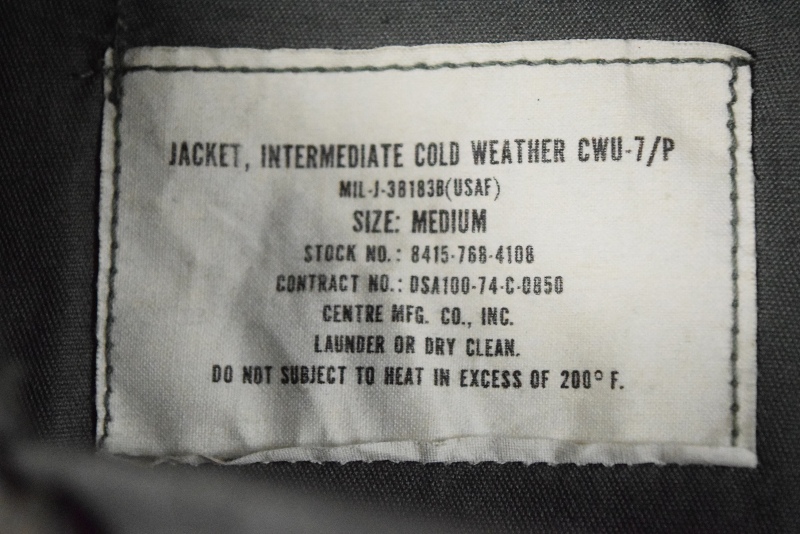 JACKET, INTERMEDIATE COLD WEATHER CWU-7/P
MIL-J-38183B(USAF)
SIZE: MEDIUM
STOCK NO.: 8415-768-4108
CONTRACT NO.: DSA100-74-C-0850
CENTRE MFG. CO., INC.
LAUNDER OR DRY CLEAN.
DO NOT SUBJECT TO HEAT IN EXCESS OF 200° F.